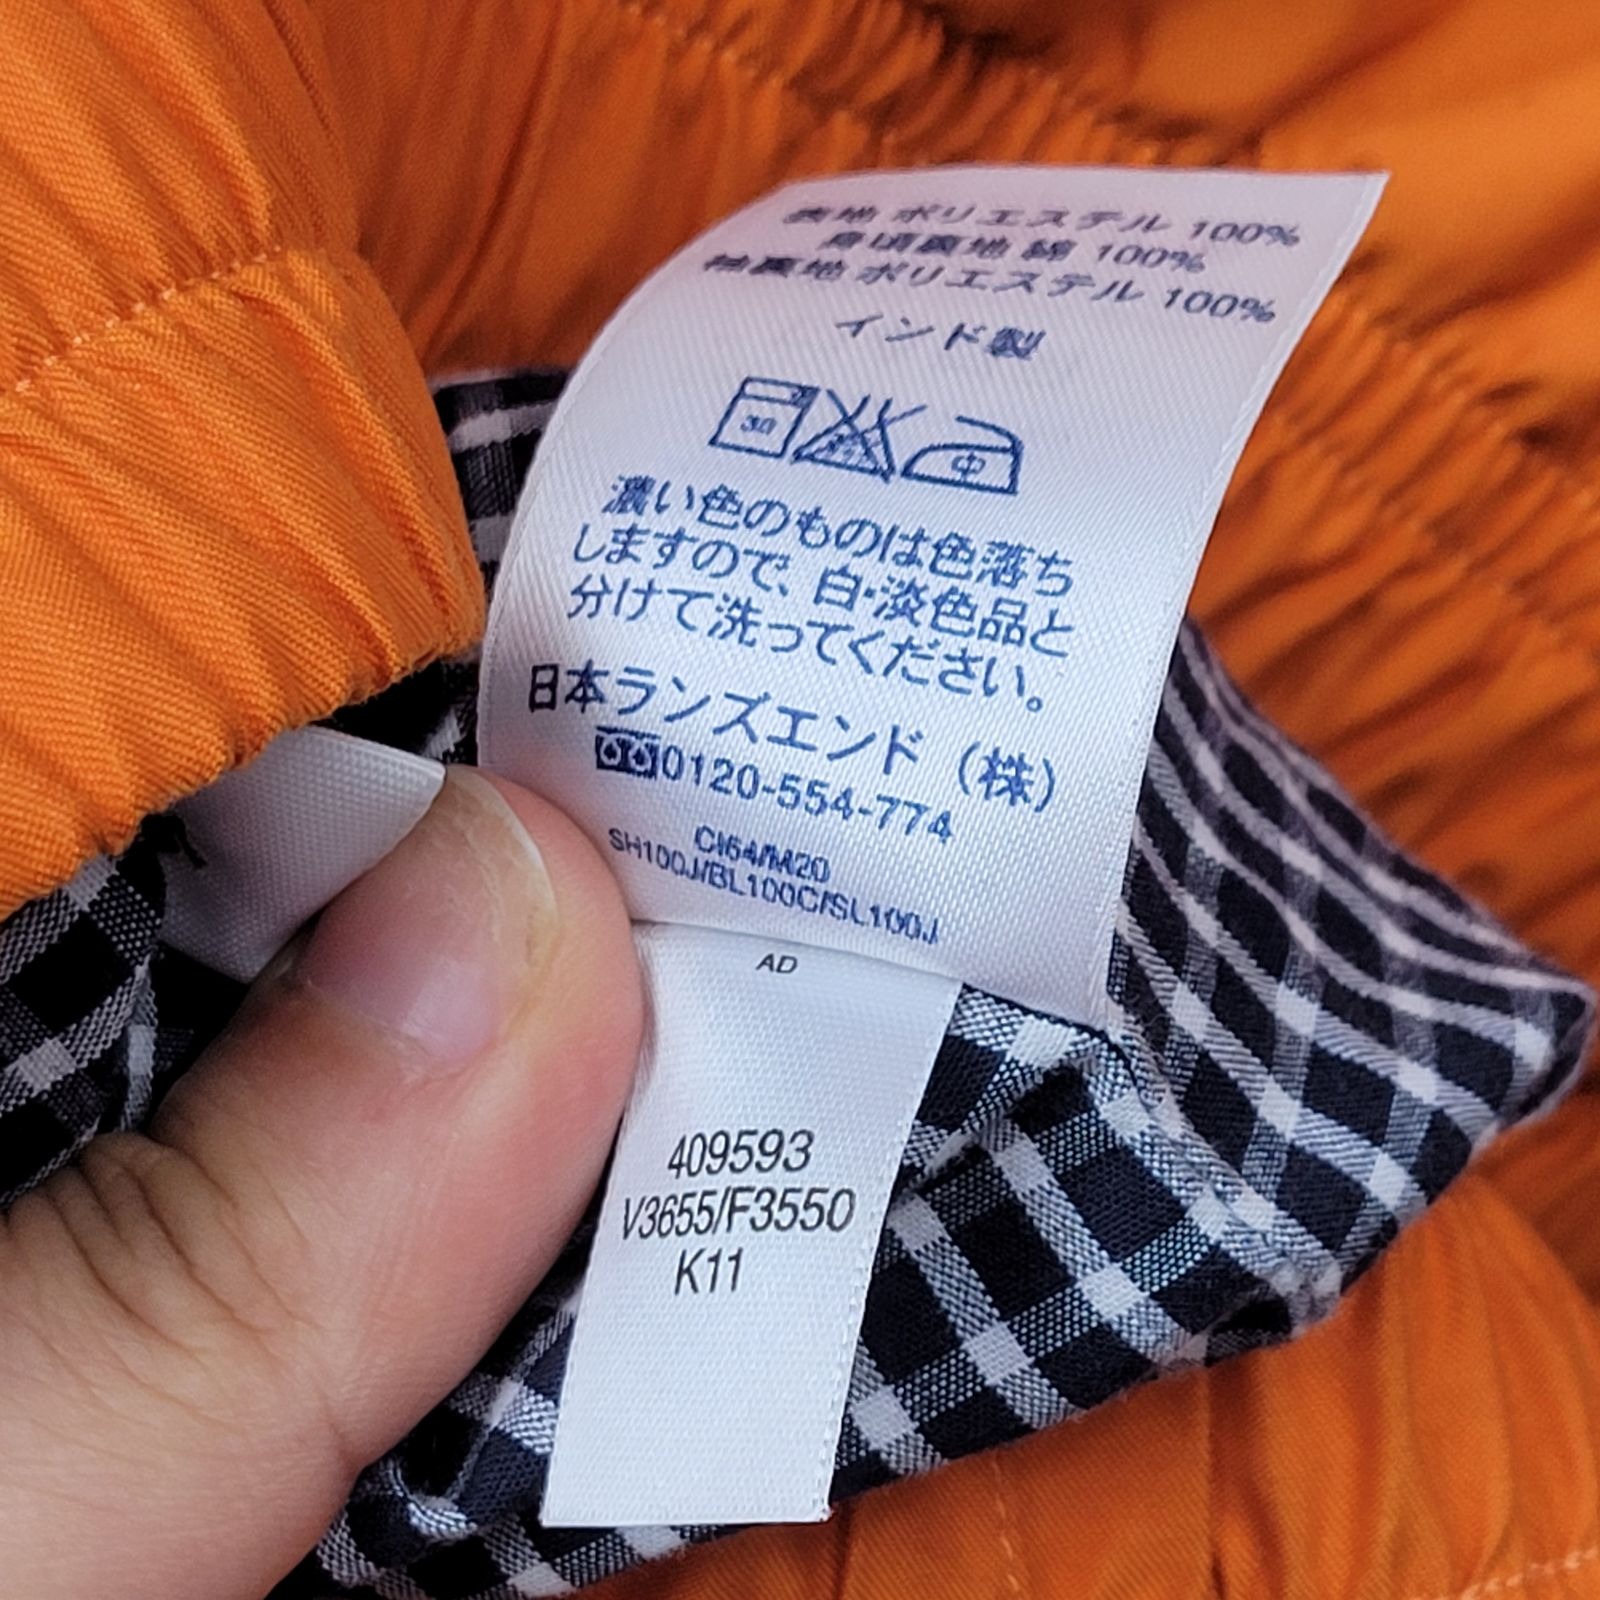 表地 ポリエステル 100%
身頃裏地 綿 100%
袖裏地 ポリエステル 100%
インド製
30
中
濃い色のものは色落ち
しますので、白・淡色品と
分けて洗ってください。
日本ランズエンド（株）
0120-554-774
CI64/M20
SH100J/BL100C/SL100J
AD
409593
V3655/F3550
K11